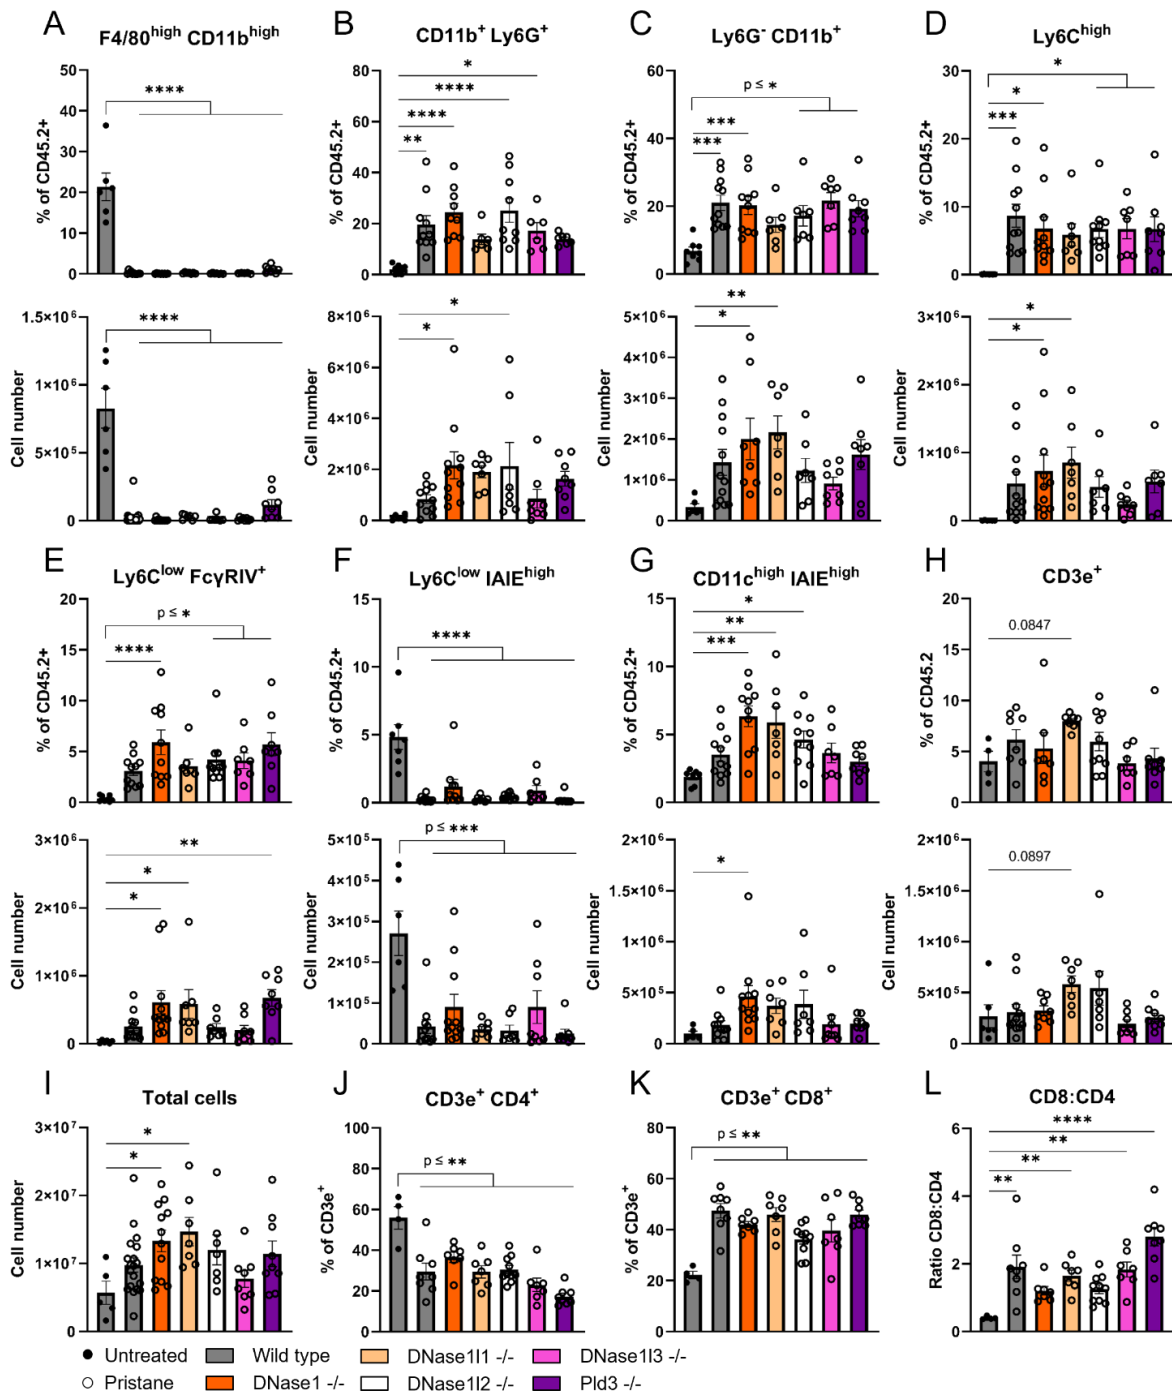 A
F4/80high CD11bhigh
B
CD11b+ Ly6G+
C
Ly6G- CD11b+
D
Ly6Chigh
% of CD45.2+
50
40
30
20
10
0
****
% of CD45.2+
80
60
40
20
0
*
****
****
**
% of CD45.2+
60
40
20
0
p ≤ *
***
***
% of CD45.2+
30
20
10
0
*
*
***
Cell number
1.5×10⁶
1×10⁶
5×10⁵
0
****
Cell number
8×10⁶
6×10⁶
4×10⁶
2×10⁶
0
*
*
Cell number
5×10⁶
4×10⁶
3×10⁶
2×10⁶
1×10⁶
0
**
*
Cell number
3×10⁶
2×10⁶
1×10⁶
0
*
*
E
Ly6Clow FcγRIV+
F
Ly6Clow IAIEhigh
G
CD11chigh IAIEhigh
H
CD3e+
% of CD45.2+
20
15
10
5
0
p ≤ *
****
% of CD45.2+
15
10
5
0
****
% of CD45.2+
15
10
5
0
*
**
***
% of CD45.2
20
15
10
5
0
0.0847
Cell number
3×10⁶
2×10⁶
1×10⁶
0
**
*
*
Cell number
5×10⁵
4×10⁵
3×10⁵
2×10⁵
1×10⁵
0
p ≤ ***
Cell number
2×10⁶
1.5×10⁶
1×10⁶
5×10⁵
0
*
Cell number
2×10⁶
1.5×10⁶
1×10⁶
5×10⁵
0
0.0897
I
Total cells
J
CD3e+ CD4+
K
CD3e+ CD8+
L
CD8:CD4
Cell number
3×10⁷
2×10⁷
1×10⁷
0
*
*
% of CD3e+
100
80
60
40
20
0
p ≤ **
% of CD3e+
80
60
40
20
0
p ≤ **
Ratio CD8:CD4
6
4
2
0
****
**
**
**
Untreated
Wild type
DNase1l1 -/-
DNase1l3 -/-
Pristane
DNase1 -/-
DNase1l2 -/-
Pld3 -/-